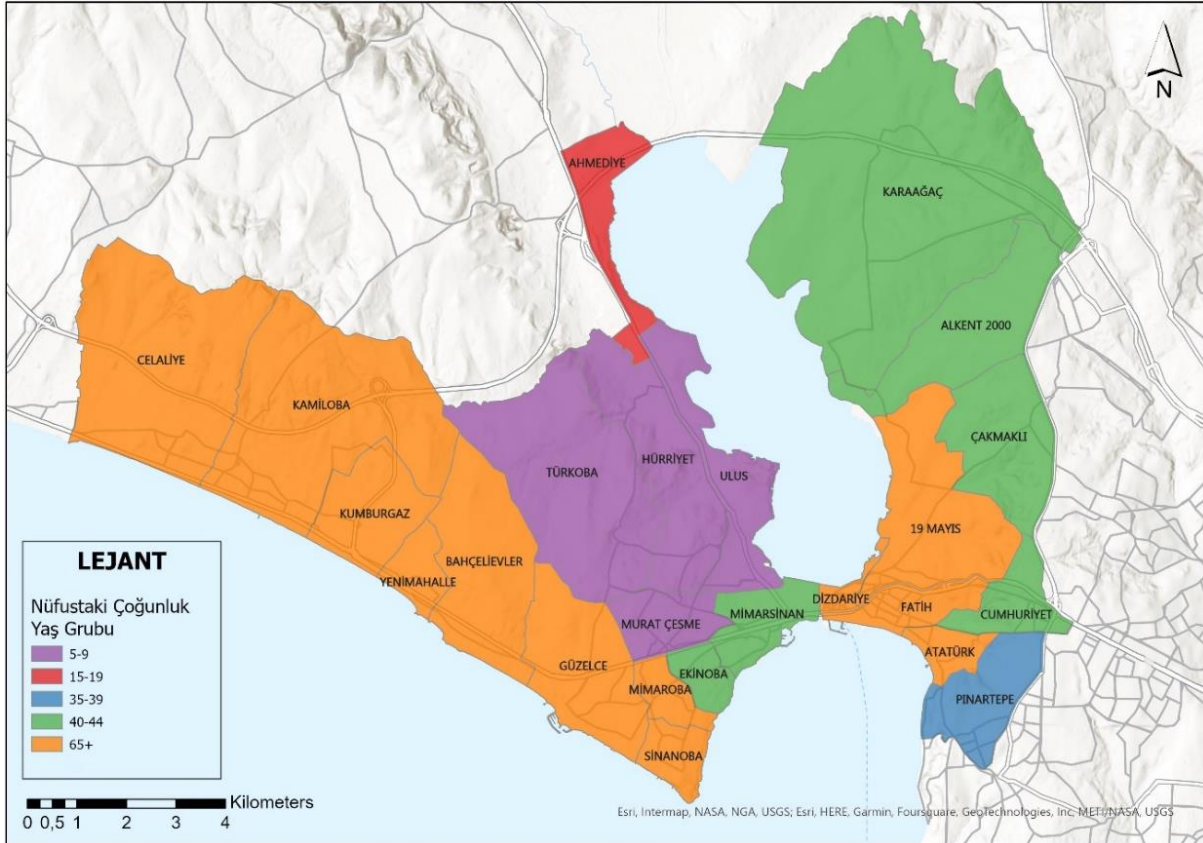 N
AHMEDİYE
KARAAĞAÇ
ALKENT 2000
CELALİYE
KAMİLOBA
ÇAKMAKLI
HÜRRİYET
TÜRKOBA
ULUS
KUMBURGAZ
19 MAYIS
BAHÇELİEVLER
YENİMAHALLE
DİZDARİYE
FATİH
MİMARSİNAN
CUMHURİYET
MURAT ÇESME
ATATÜRK
GÜZELCE
EKİNOBA
MİMAROBA
PINARTEPE
SİNANOBA
LEJANT
Nüfustaki Çoğunluk
Yaş Grubu
5-9
15-19
35-39
40-44
65+
Kilometers
0 0,5 1 2 3 4
Esri, Intermap, NASA, NGA, USGS; Esri, HERE, Garmin, Foursquare, GeoTechnologies, Inc, METI/NASA, USGS